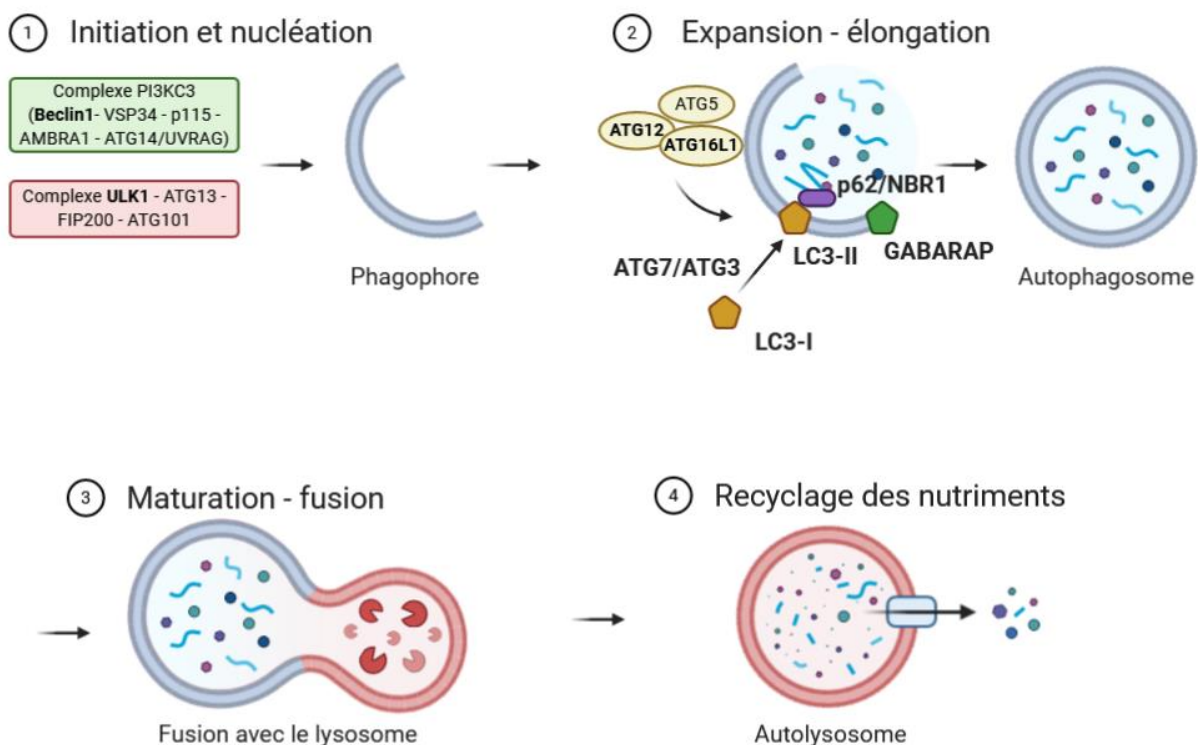 1 Initiation et nucléation
Complexe PI3KC3
(Beclin1- VSP34 - p115 -
AMBRA1 - ATG14/UVRAG)
Complexe ULK1 - ATG13 -
FIP200 - ATG101
Phagophore
2 Expansion - élongation
ATG5
ATG12
ATG16L1
p62/NBR1
LC3-II
GABARAP
ATG7/ATG3
LC3-I
Autophagosome
3 Maturation - fusion
Fusion avec le lysosome
4 Recyclage des nutriments
Autolysosome